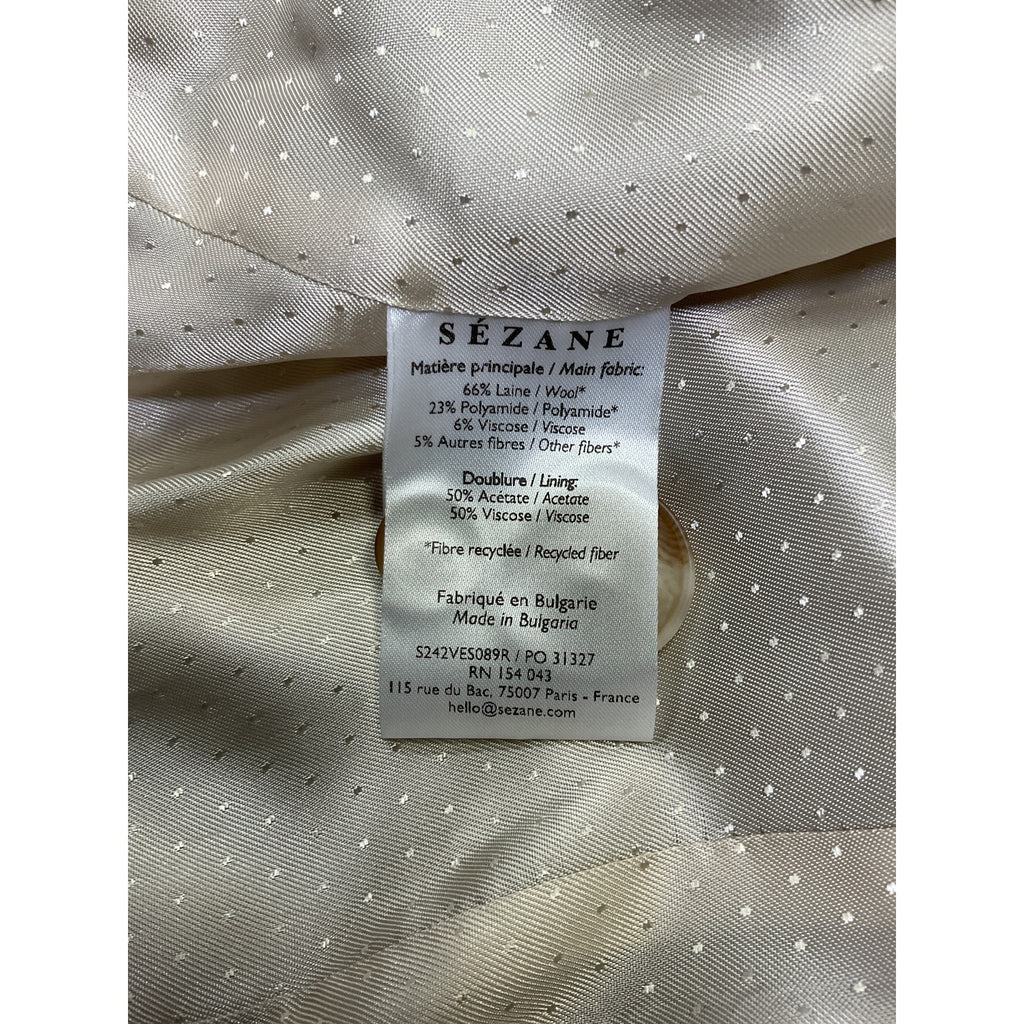 SÉZANE
Matière principale / Main fabric:
66% Laine / Wool*
23% Polyamide / Polyamide*
6% Viscose / Viscose
5% Autres fibres / Other fibers*
Doublure / Lining:
50% Acétate / Acetate
50% Viscose / Viscose
*Fibre recyclée / Recycled fiber
Fabriqué en Bulgarie
Made in Bulgaria
S242VES089R / PO 31327
RN 154 043
115 rue du Bac, 75007 Paris - France
hello@sezane.com